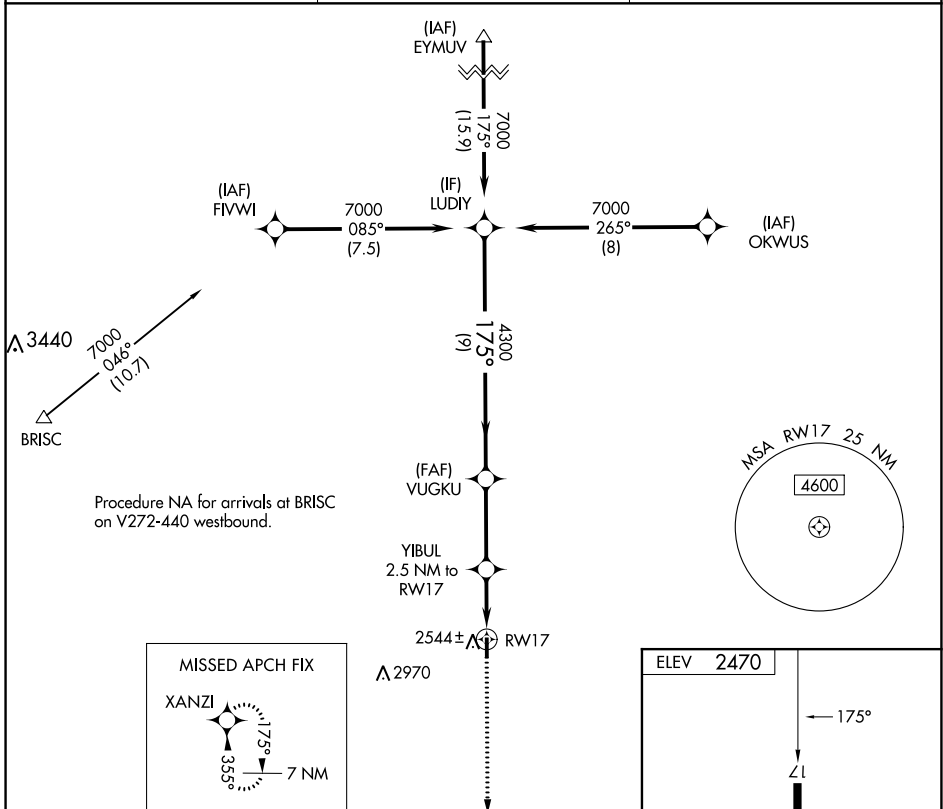 (IAF)
EYMUV
7000
175°
(15.9)
(IAF)
FIVWI
7000
085°
(7.5)
(IF)
LUDIY
7000
265°
(8)
(IAF)
OKWUS
4300
175°
(9)
3440
7000
046°
(10.7)
BRISC
(FAF)
VUGKU
MSA RW17 25 NM
4600
Procedure NA for arrivals at BRISC
on V272-440 westbound.
YIBUL
2.5 NM to
RW17
2544±
RW17
2970
MISSED APCH FIX
XANZI
175°
355°
7 NM
ELEV 2470
175°
17